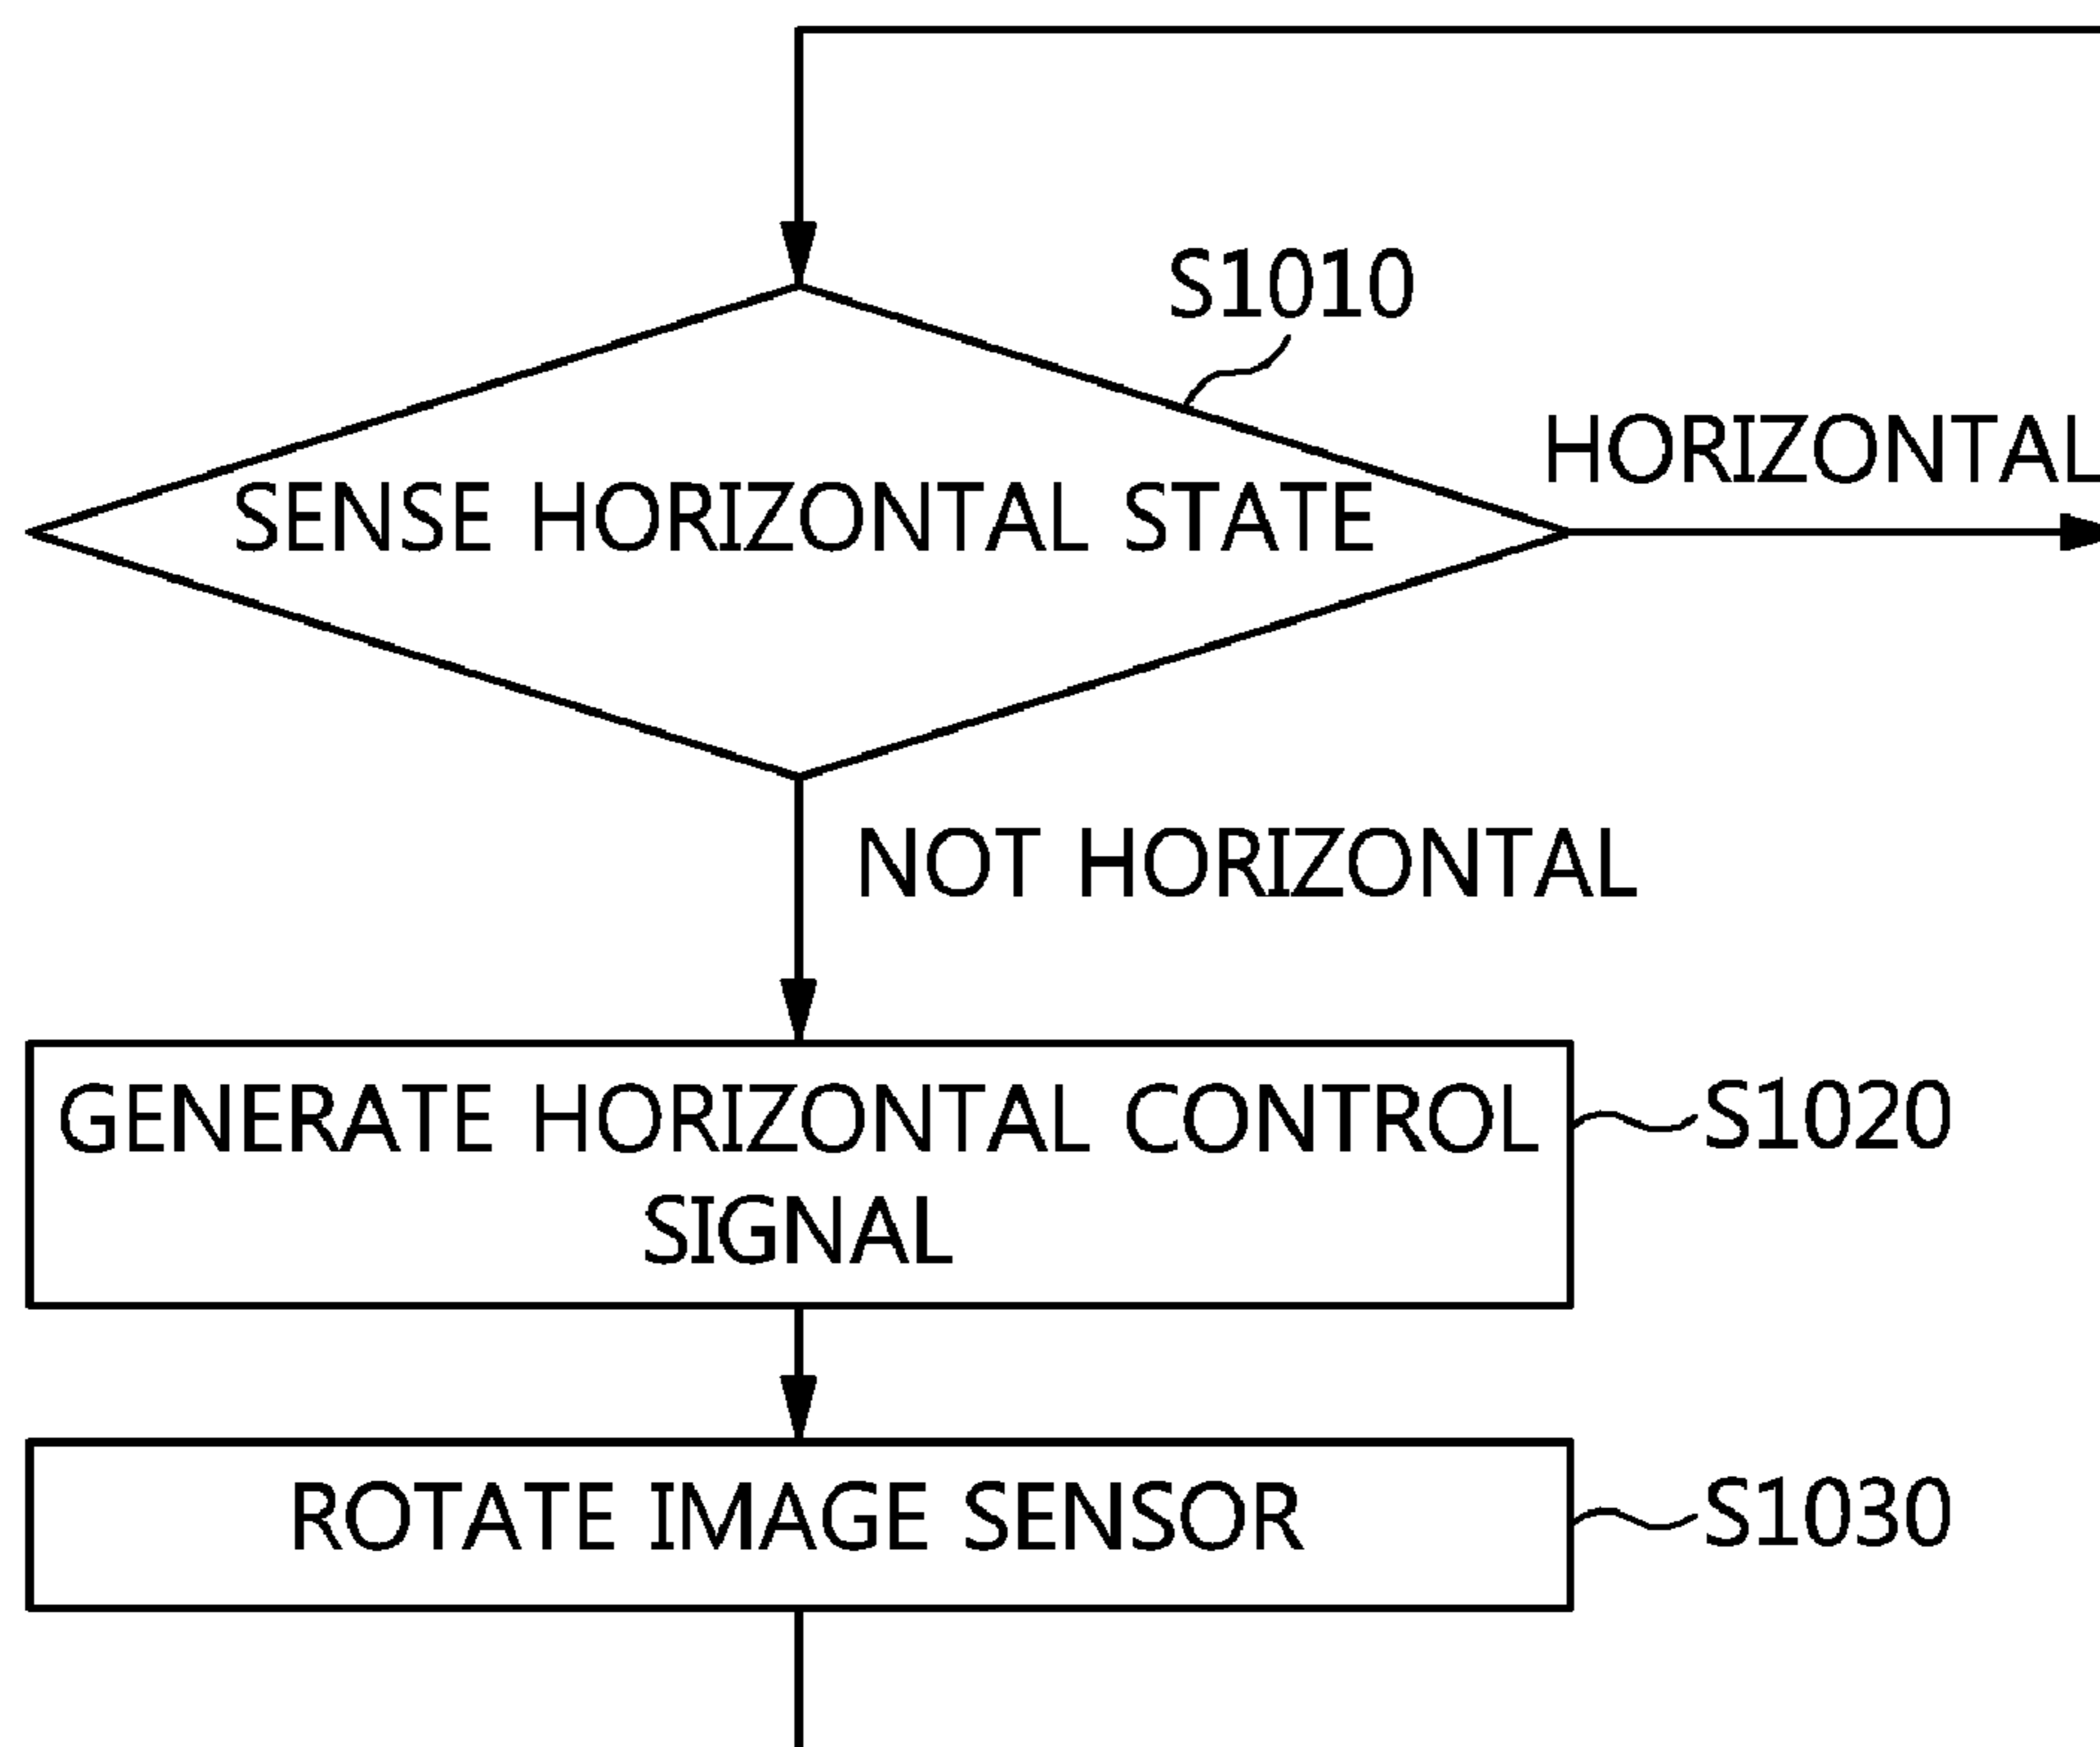 S1010
HORIZONTAL
SENSE HORIZONTAL STATE
NOT HORIZONTAL
GENERATE HORIZONTAL CONTROL
SIGNAL
S1020
ROTATE IMAGE SENSOR
S1030